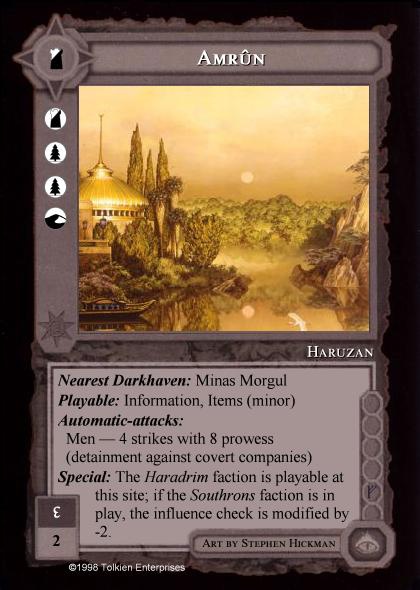 AMRÛN
HARUZAN
Nearest Darkhaven: Minas Morgul
Playable: Information, Items (minor)
Automatic-attacks:
Men — 4 strikes with 8 prowess
(detainment against covert companies)
Special: The Haradrim faction is playable at
this site; if the Southrons faction is in
play, the influence check is modified by
-2.
ε
2
ART BY STEPHEN HICKMAN
©1998 Tolkien Enterprises